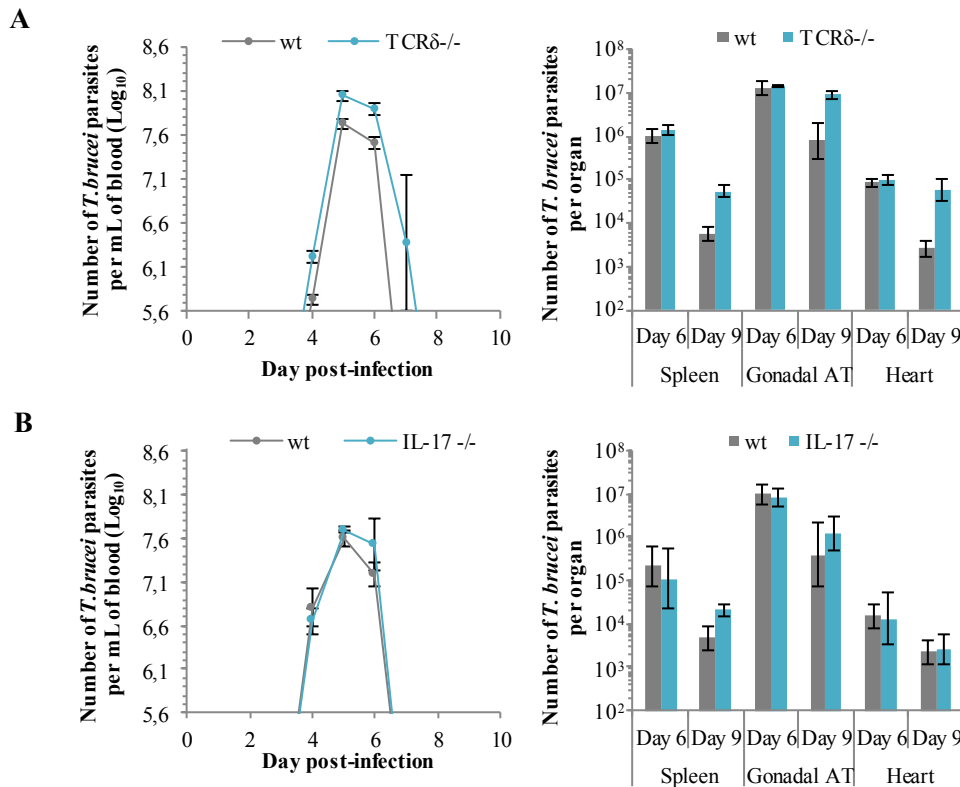 A
wt TCRδ-/-
Number of T.brucei parasites
per mL of blood (Log10)
8,6
8,1
7,6
7,1
6,6
6,1
5,6
0 2 4 6 8 10
Day post-infection
wt TCRδ-/-
Number of T. brucei parasites
per organ
10⁸
10⁷
10⁶
10⁵
10⁴
10³
10²
Day 6 Day 9 Day 6 Day 9 Day 6 Day 9
Spleen Gonadal AT Heart
B
wt IL-17 -/-
Number of T.brucei parasites
per mL of blood (Log10)
8,6
8,1
7,6
7,1
6,6
6,1
5,6
0 2 4 6 8 10
Day post-infection
wt IL-17 -/-
Number of T. brucei parasites
per organ
10⁸
10⁷
10⁶
10⁵
10⁴
10³
10²
Day 6 Day 9 Day 6 Day 9 Day 6 Day 9
Spleen Gonadal AT Heart